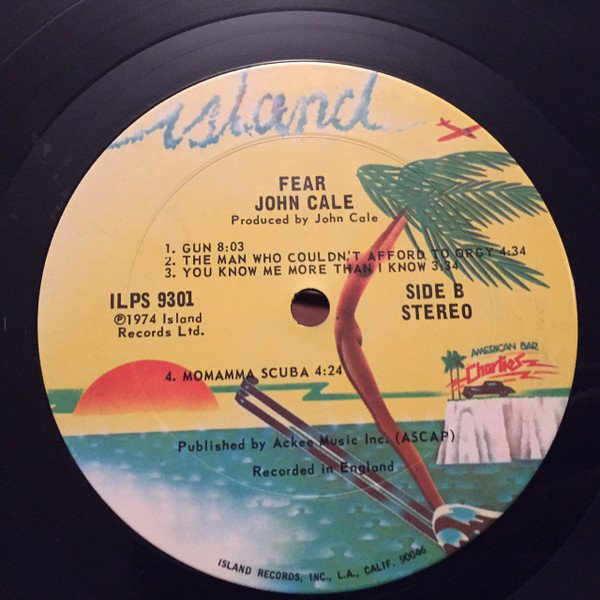 island
FEAR
JOHN CALE
Produced by John Cale
1. GUN 8:03
2. THE MAN WHO COULDN'T AFFORD TO ORGY 4:34
3. YOU KNOW ME MORE THAN I KNOW 3:34
ILPS 9301
℗1974 Island
Records Ltd.
SIDE B
STEREO
AMERICAN BAR
Charlies
4. MOMAMMA SCUBA 4:24
Published by Ackee Music Inc. (ASCAP)
Recorded in England
ISLAND RECORDS, INC., L.A., CALIF. 90046